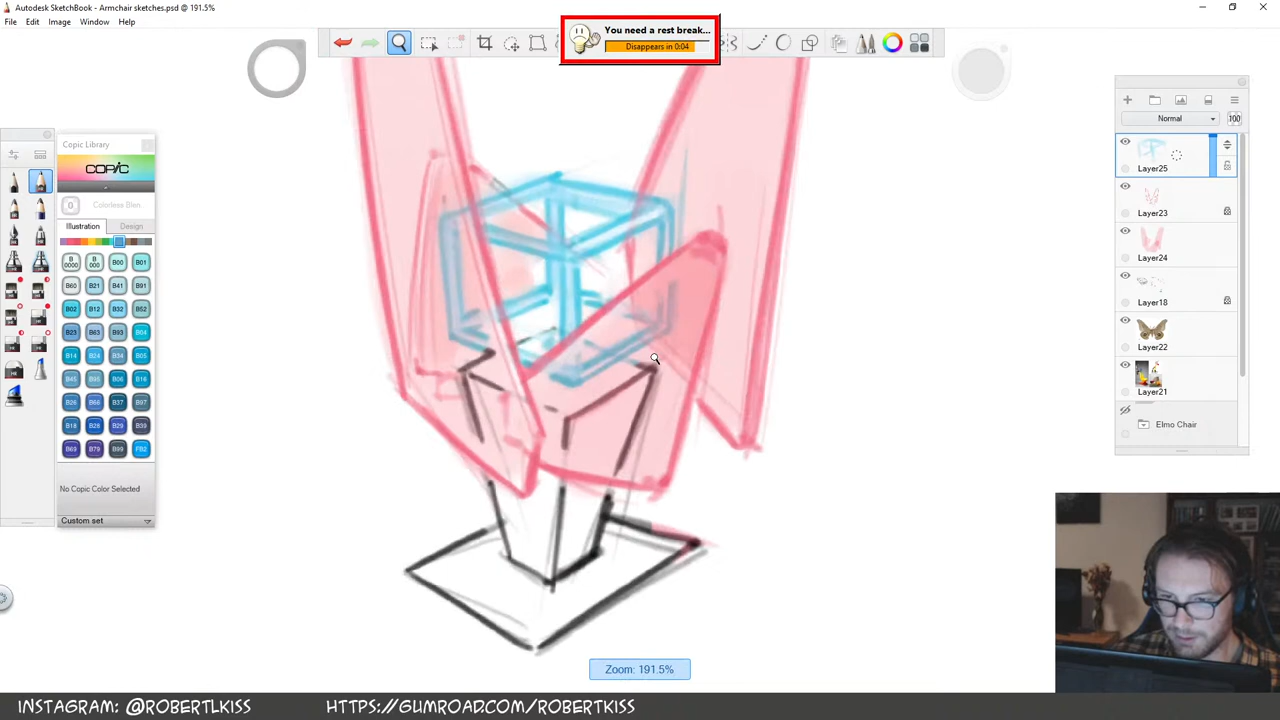 Autodesk SketchBook - Armchair sketches.psd @ 191.5%
File Edit Image Window Help
You need a rest break...
Disappears in 0:04
Copic Library
COPIC
0 Colorless Blen...
Illustration Design
B0000 B000 B00 B01
B60 B21 B41 B91
B02 B12 B32 B52
B23 B63 B93 B04
B14 B24 B34 B05
B45 B95 B06 B16
B26 B66 B37 B97
B18 B28 B29 B39
B69 B79 B99 FB2
No Copic Color Selected
Custom set
Normal 100
Layer25
Layer23
Layer24
Layer18
Layer22
Layer21
Elmo Chair
Zoom: 191.5%
INSTAGRAM: @ROBERTLKISS HTTPS://GUMROAD.COM/ROBERTKISS